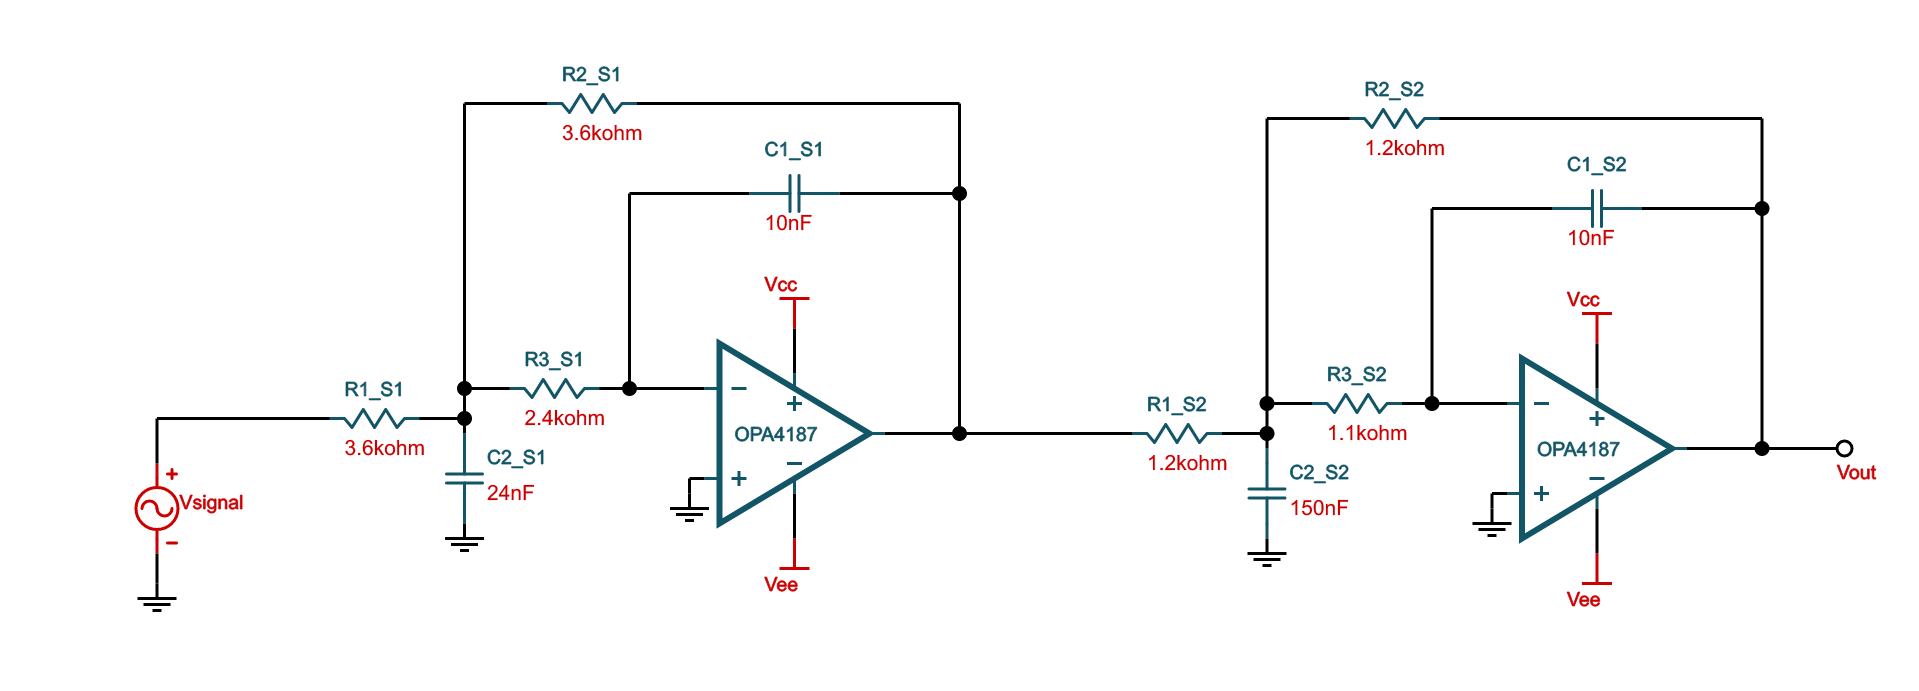 R2_S1
3.6kohm
C1_S1
10nF
Vcc
R3_S1
2.4kohm
R1_S1
3.6kohm
OPA4187
C2_S1
24nF
Vsignal
Vee
R2_S2
1.2kohm
C1_S2
10nF
Vcc
R3_S2
1.1kohm
R1_S2
1.2kohm
OPA4187
C2_S2
150nF
Vout
Vee